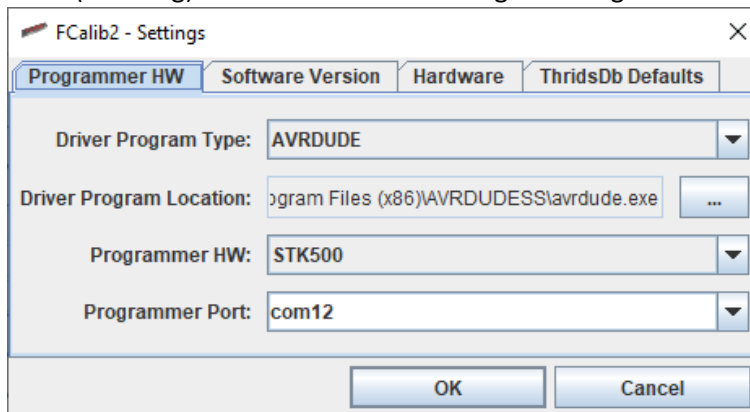 FCalib2 - Settings
Programmer HW Software Version Hardware ThridsDb Defaults
Driver Program Type: AVRDUDE
Driver Program Location: ogram Files (x86)\AVRDUDESS\avrdude.exe ...
Programmer HW: STK500
Programmer Port: com12
OK Cancel